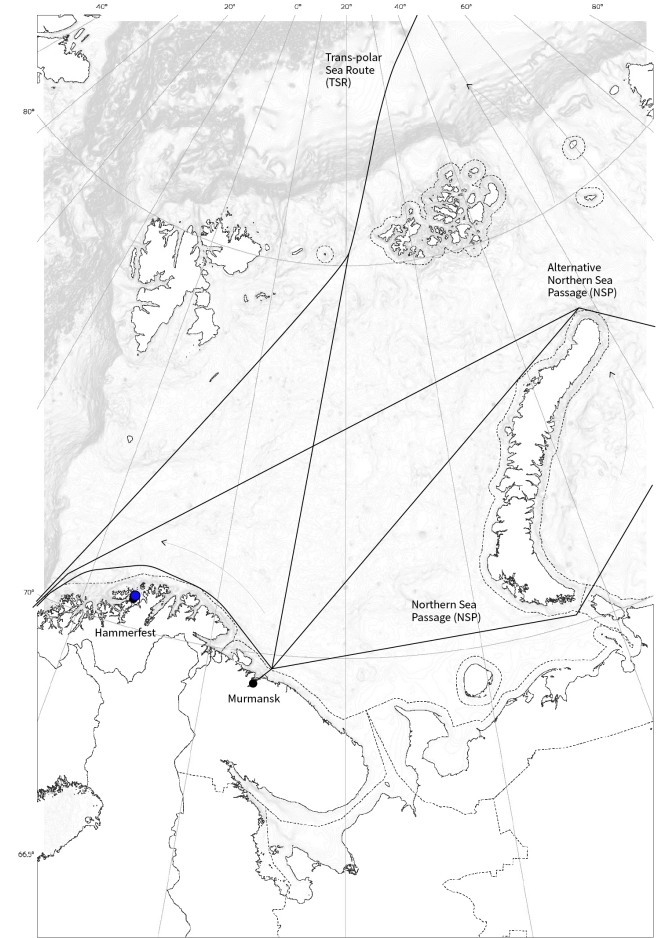 40°
20°
0°
20°
40°
60°
80°
Trans-polar
Sea Route
(TSR)
80°
Alternative
Northern Sea
Passage (NSP)
70°
Northern Sea
Passage (NSP)
Hammerfest
Murmansk
66.5°